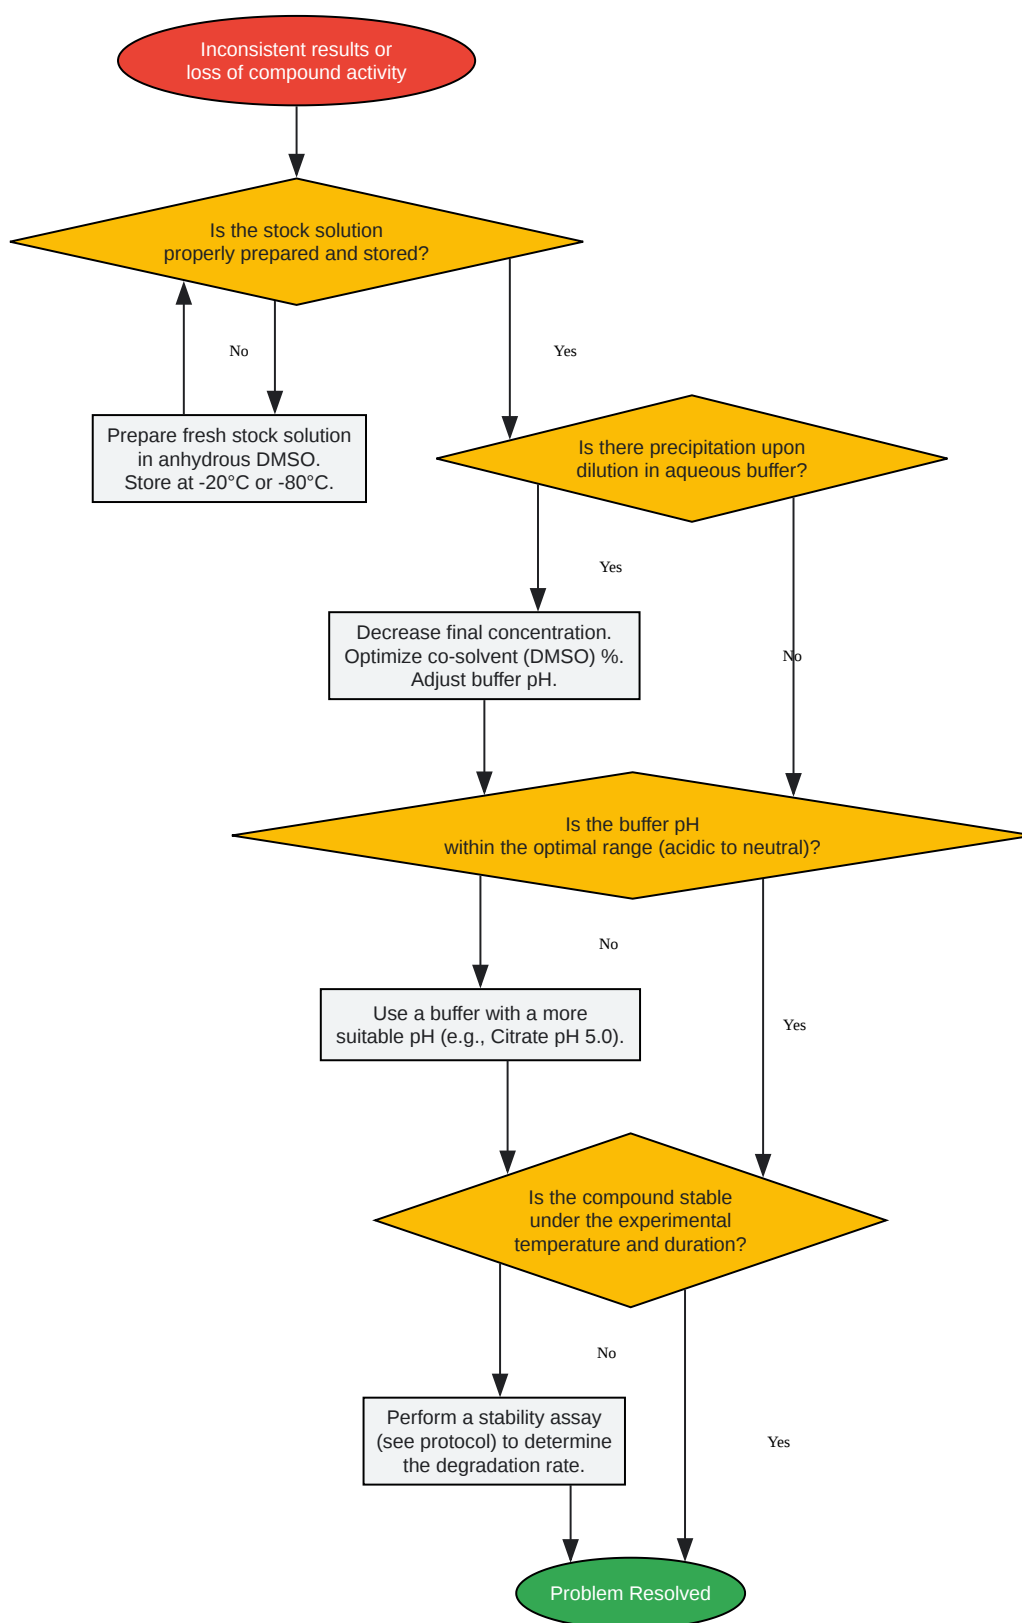 Inconsistent results or
loss of compound activity
Is the stock solution
properly prepared and stored?
No
Yes
Prepare fresh stock solution
in anhydrous DMSO.
Store at -20°C or -80°C.
Is there precipitation upon
dilution in aqueous buffer?
Yes
Decrease final concentration.
Optimize co-solvent (DMSO) %.
Adjust buffer pH.
No
Is the buffer pH
within the optimal range (acidic to neutral)?
No
Use a buffer with a more
suitable pH (e.g., Citrate pH 5.0).
Yes
Is the compound stable
under the experimental
temperature and duration?
No
Perform a stability assay
(see protocol) to determine
the degradation rate.
Yes
Problem Resolved